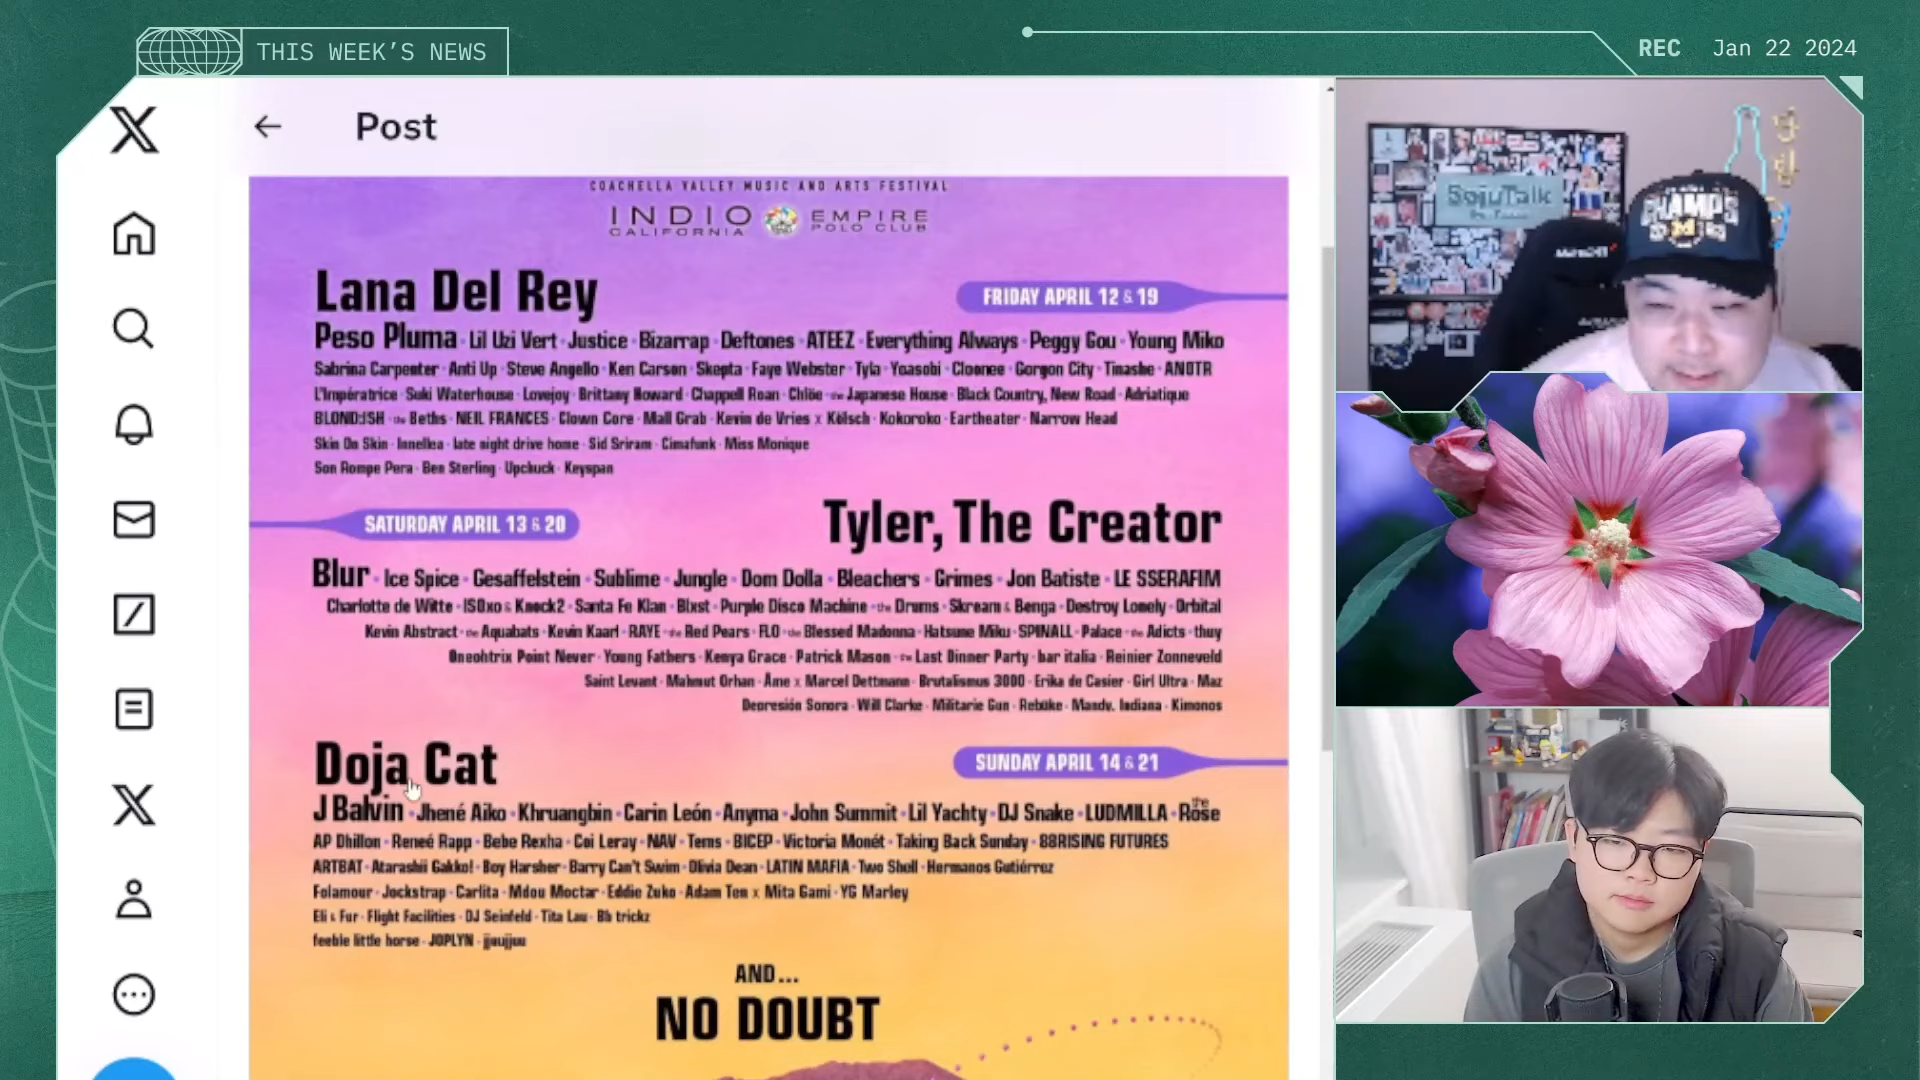 THIS WEEK'S NEWS
REC Jan 22 2024
Post
COACHELLA VALLEY MUSIC AND ARTS FESTIVAL
INDIO CALIFORNIA EMPIRE POLO CLUB
Lana Del Rey
FRIDAY APRIL 12 & 19
Peso Pluma · Lil Uzi Vert · Justice · Bizarrap · Deftones · ATEEZ · Everything Always · Peggy Gou · Young Miko
Sabrina Carpenter · Anti Up · Steve Angello · Ken Carson · Skepta · Faye Webster · Tyla · Yoasobi · Cloonee · Gorgon City · Tinashe · ANOTR
L'Impératrice · Suki Waterhouse · Lovejoy · Brittany Howard · Chappell Roan · Chlöe · the Japanese House · Black Country, New Road · Adriatique
BLOND:ISH · the Beths · NEIL FRANCES · Clown Core · Mall Grab · Kevin de Vries x Kölsch · Kokoroko · Eartheater · Narrow Head
Skin On Skin · Innellea · late night drive home · Sid Sriram · Cimafunk · Miss Monique
Son Rompe Pera · Ben Sterling · Upchuck · Keyspan
SATURDAY APRIL 13 & 20
Tyler, The Creator
Blur · Ice Spice · Gesaffelstein · Sublime · Jungle · Dom Dolla · Bleachers · Grimes · Jon Batiste · LE SSERAFIM
Charlotte de Witte · ISOxo & Knock2 · Santa Fe Klan · Blxst · Purple Disco Machine · the Drums · Skream & Benga · Destroy Lonely · Orbital
Kevin Abstract · the Aquabats · Kevin Kaarl · RAYE · the Red Pears · FLO · the Blessed Madonna · Hatsune Miku · SPINALL · Palace · the Adicts · thuy
Oneohtrix Point Never · Young Fathers · Kenya Grace · Patrick Mason · the Last Dinner Party · bar italia · Reinier Zonneveld
Saint Levant · Mahmut Orhan · Âme x Marcel Dettmann · Brutalismus 3000 · Erika de Casier · Girl Ultra · Maz
Depresión Sonora · Will Clarke · Militarie Gun · Rebūke · Mandy, Indiana · Kimonos
Doja Cat
SUNDAY APRIL 14 & 21
J Balvin · Jhené Aiko · Khruangbin · Carin León · Anyma · John Summit · Lil Yachty · DJ Snake · LUDMILLA · the Rose
AP Dhillon · Reneé Rapp · Bebe Rexha · Coi Leray · NAV · Tems · BICEP · Victoria Monét · Taking Back Sunday · 88RISING FUTURES
ARTBAT · Atarashii Gakko! · Boy Harsher · Barry Can't Swim · Olivia Dean · LATIN MAFIA · Two Shell · Hermanos Gutiérrez
Folamour · Jockstrap · Carlita · Mdou Moctar · Eddie Zuko · Adam Ten x Mita Gami · YG Marley
Eli & Fur · Flight Facilities · DJ Seinfeld · Tita Lau · Bb trickz
feeble little horse · JOPLYN · jjuujjuu
AND...
NO DOUBT
SojuTalk
CHAMPS
M